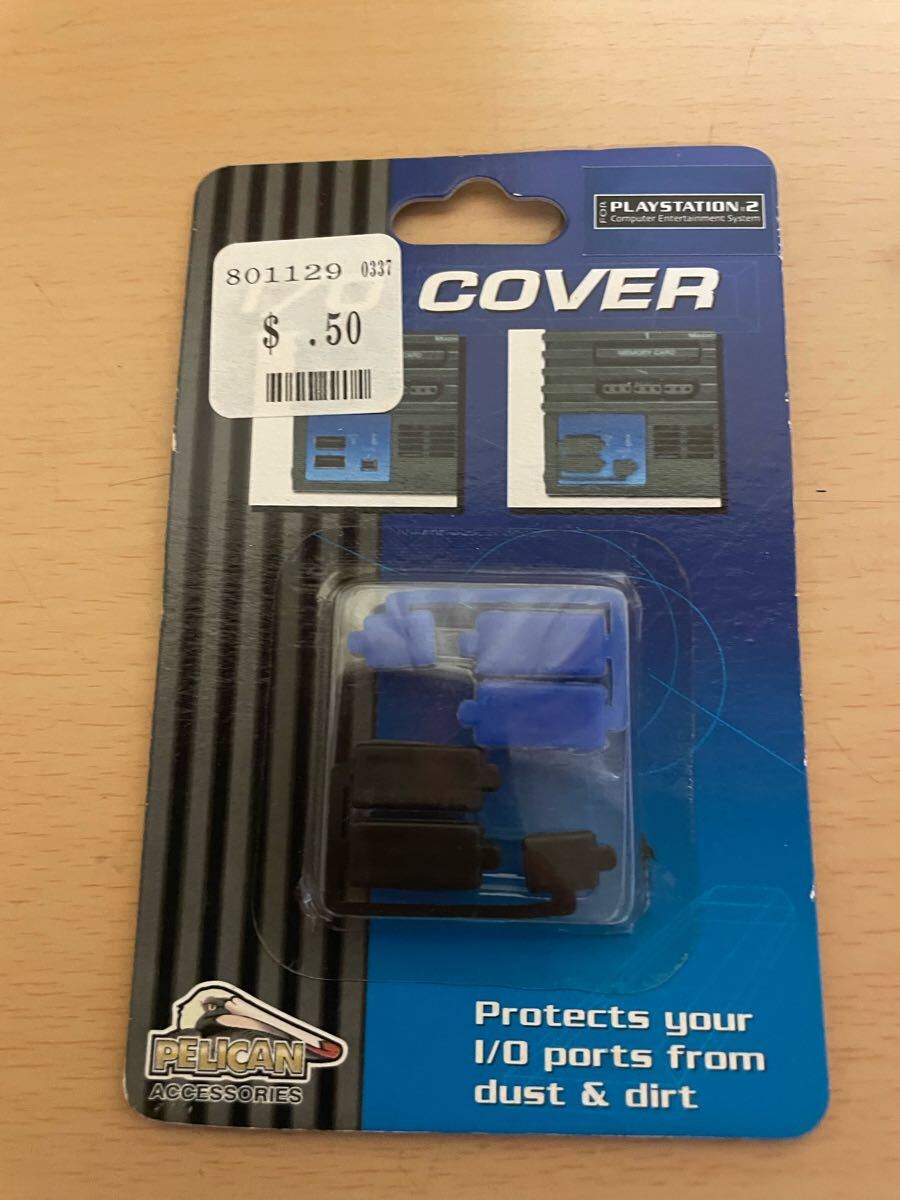 FOR PLAYSTATION®2
Computer Entertainment System
801129 0337
$ .50
I/O COVER
MEMORY CARD
PELICAN
ACCESSORIES
Protects your
I/O ports from
dust & dirt